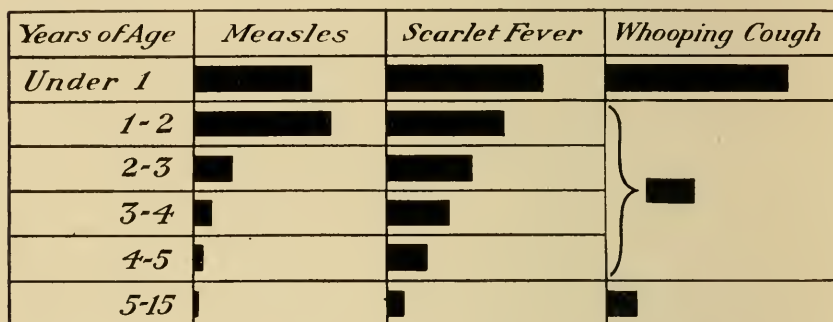 Years of Age Measles Scarlet Fever Whooping Cough
Under 1
1-2
2-3
3-4
4-5
5-15